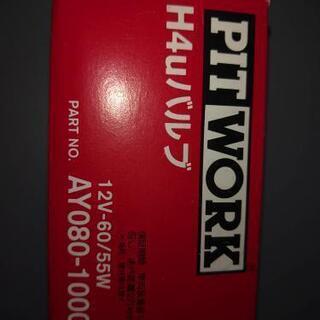 PIT WORK
H4uバルブ
12V-60/55W
PART NO. AY080-1000